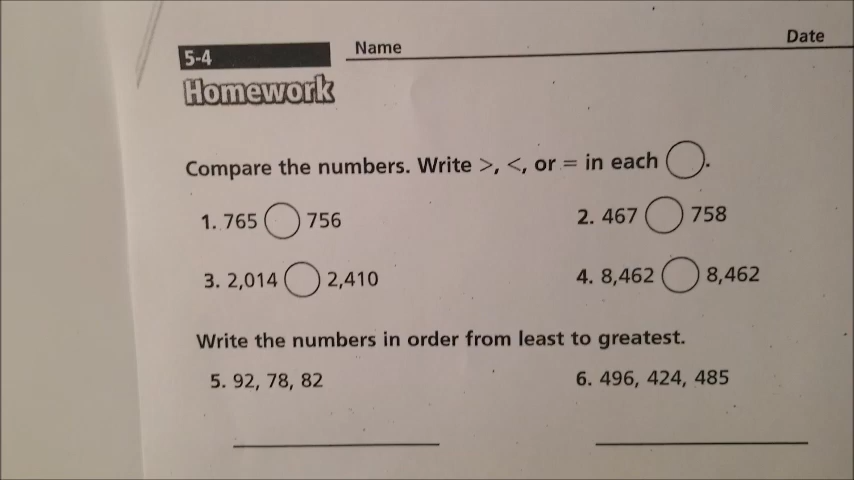 5-4
Name
Date
Homework
Compare the numbers. Write >, <, or = in each ◯.
1. 765 ◯ 756
2. 467 ◯ 758
3. 2,014 ◯ 2,410
4. 8,462 ◯ 8,462
Write the numbers in order from least to greatest.
5. 92, 78, 82
6. 496, 424, 485